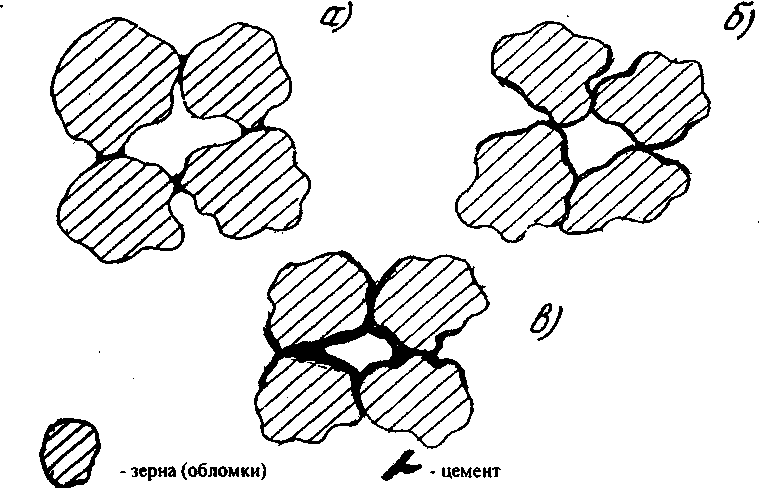 а)
б)
в)
- зерна (обломки)
- цемент